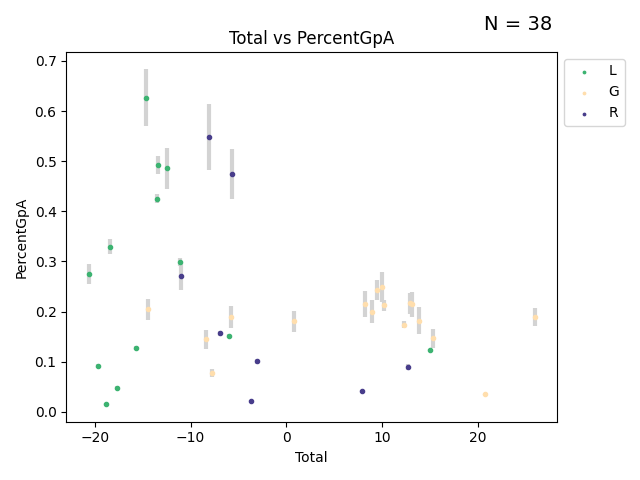 N = 38
Total vs PercentGpA
L
G
R
PercentGpA
0.7
0.6
0.5
0.4
0.3
0.2
0.1
0.0
−20 −10 0 10 20
Total